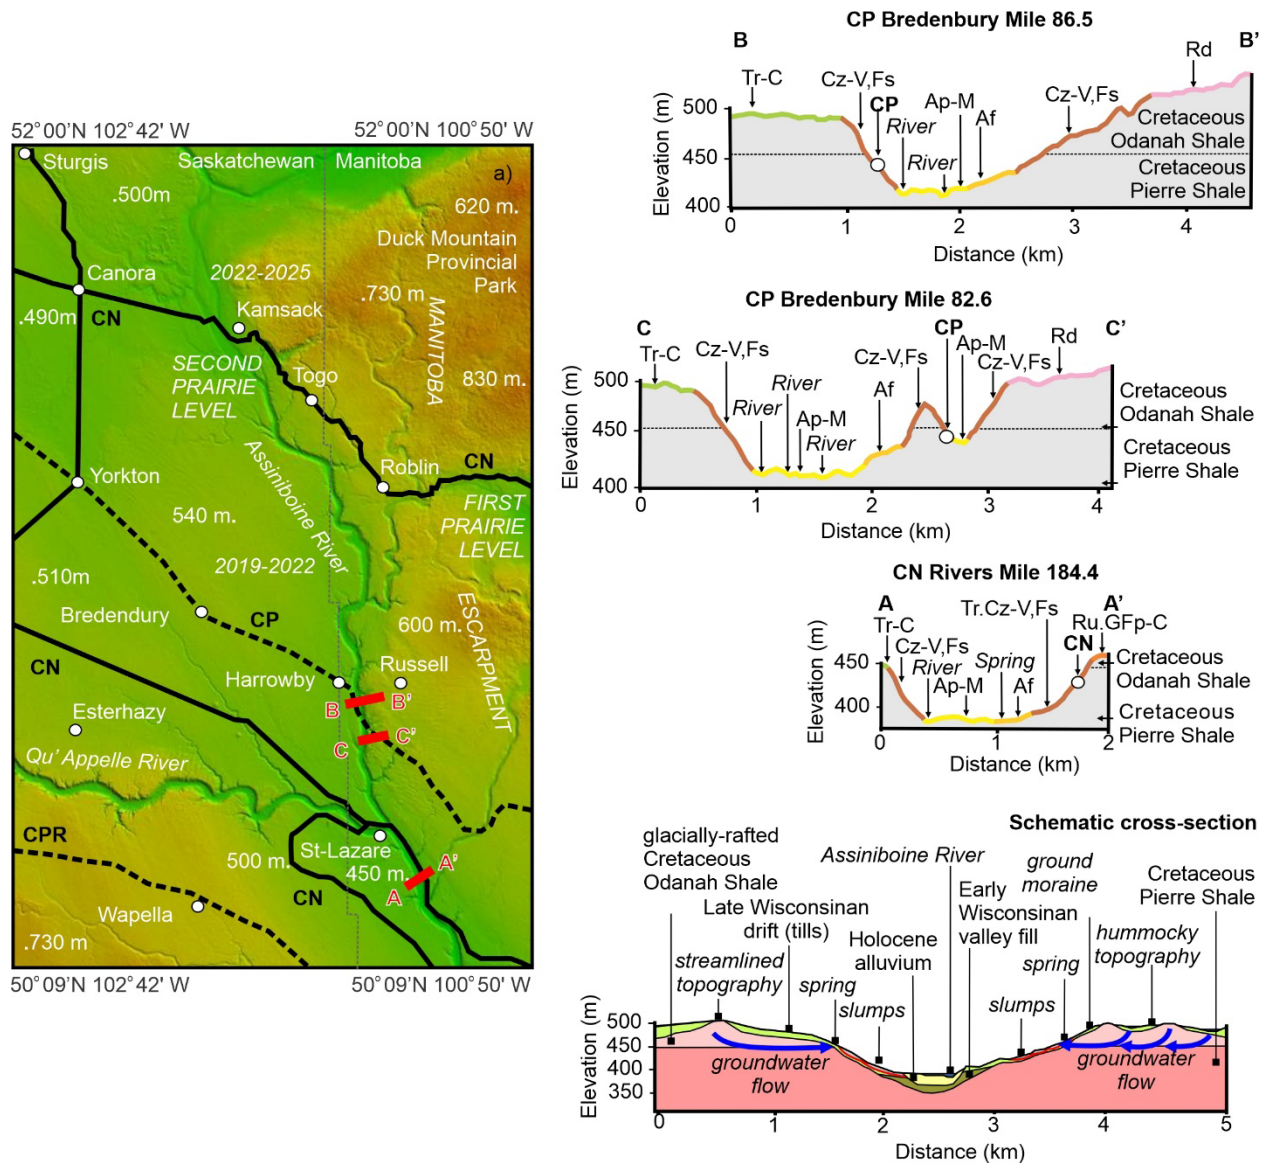 52°00'N 102°42' W
52°00'N 100°50' W
Sturgis
Saskatchewan
Manitoba
a)
.500m
620 m.
Duck Mountain
Provincial
Park
Canora
2022-2025
.730 m
Kamsack
MANITOBA
.490m
CN
SECOND
PRAIRIE
LEVEL
Togo
830 m.
Assiniboine River
Roblin
CN
Yorkton
540 m.
FIRST
PRAIRIE
LEVEL
2019-2022
.510m
Bredendury
CP
600 m.
ESCARPMENT
CN
Harrowby
Russell
B
B'
Esterhazy
C
C'
Qu' Appelle River
CPR
500 m.
St-Lazare
450 m.
A'
A
CN
Wapella
.730 m
50°09'N 102°42' W
50°09'N 100°50' W
CP Bredenbury Mile 86.5
B
B'
Tr-C
Cz-V,Fs
CP
River
Ap-M
River
Af
Cz-V,Fs
Rd
Elevation (m)
500
450
400
Cretaceous
Odanah Shale
Cretaceous
Pierre Shale
0 1 2 3 4
Distance (km)
CP Bredenbury Mile 82.6
C
CP
C'
Tr-C
Cz-V,Fs
River
River
Ap-M
River
Af
Cz-V,Fs
Ap-M
Cz-V,Fs
Rd
Elevation (m)
500
450
400
Cretaceous
Odanah Shale
Cretaceous
Pierre Shale
0 1 2 3 4
Distance (km)
CN Rivers Mile 184.4
A
A'
Tr-C
Cz-V,Fs
River
Ap-M
Spring
Af
Tr.Cz-V,Fs
Ru.GFp-C
CN
Elevation (m)
450
400
Cretaceous
Odanah Shale
Cretaceous
Pierre Shale
0 1 2
Distance (km)
Schematic cross-section
glacially-rafted
Cretaceous
Odanah Shale
Late Wisconsinan
drift (tills)
Assiniboine River
Holocene
alluvium
Early
Wisconsinan
valley fill
ground
moraine
Cretaceous
Pierre Shale
streamlined
topography
spring
slumps
slumps
spring
hummocky
topography
Elevation (m)
500
450
400
350
groundwater
flow
groundwater
flow
0 1 2 3 4 5
Distance (km)